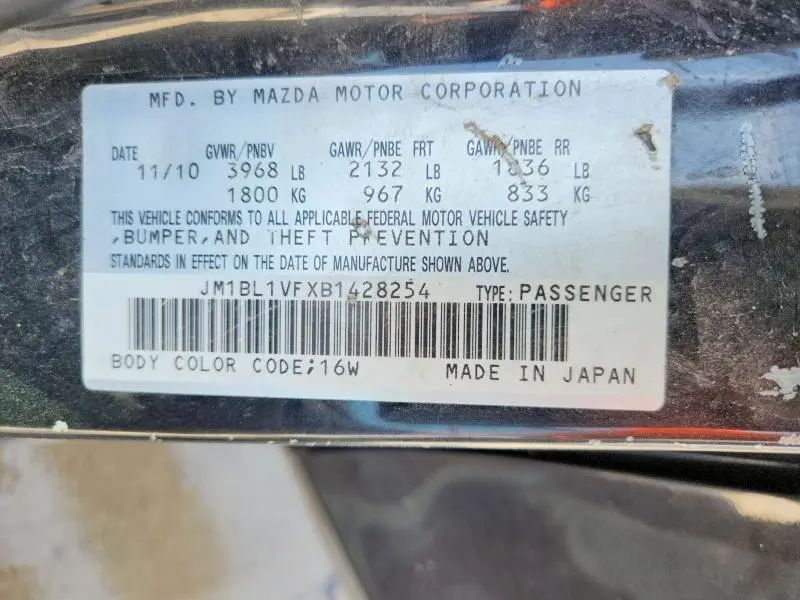 MFD. BY MAZDA MOTOR CORPORATION
DATE GVWR/PNBV GAWR/PNBE FRT GAWR/PNBE RR
11/10 3968 LB 2132 LB 1836 LB
1800 KG 967 KG 833 KG
THIS VEHICLE CONFORMS TO ALL APPLICABLE FEDERAL MOTOR VEHICLE SAFETY
,BUMPER,AND THEFT PREVENTION
STANDARDS IN EFFECT ON THE DATE OF MANUFACTURE SHOWN ABOVE.
JM1BL1VFXB1428254 TYPE: PASSENGER
BODY COLOR CODE;16W MADE IN JAPAN